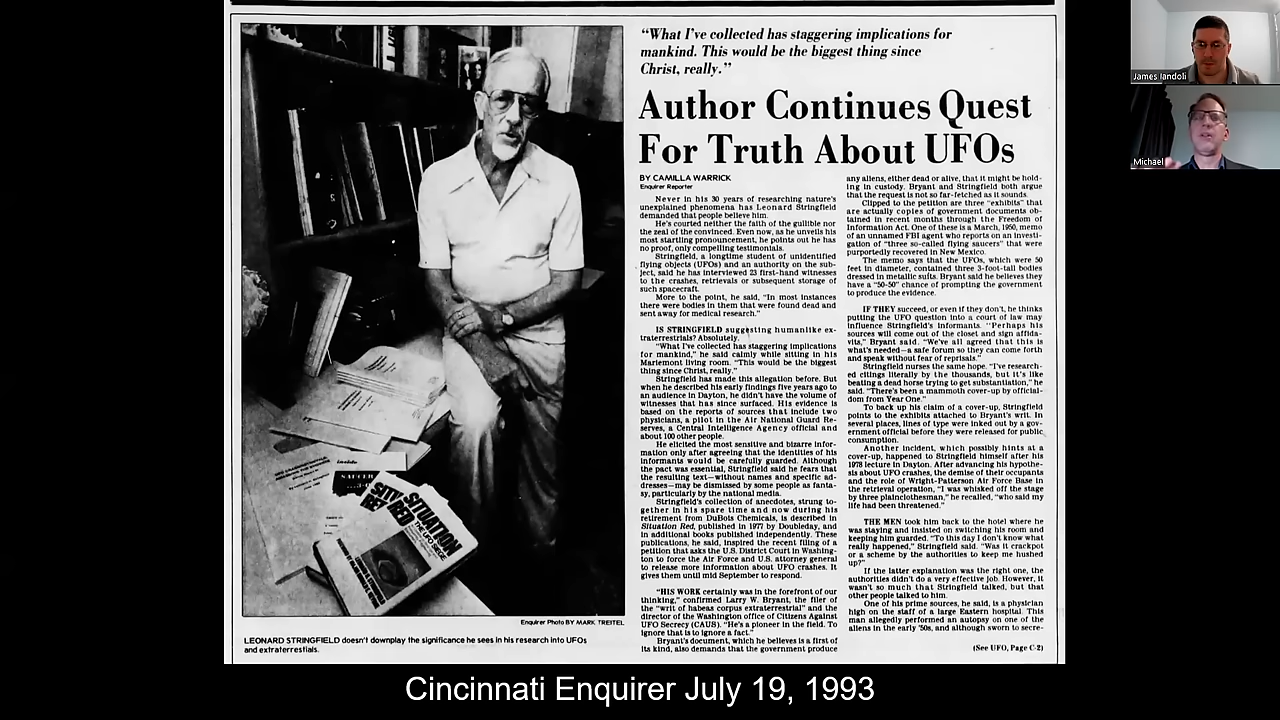 "What I've collected has staggering implications for
mankind. This would be the biggest thing since
Christ, really."
Author Continues Quest
For Truth About UFOs
BY CAMILLA WARRICK
Enquirer Reporter
Never in his 30 years of researching nature's
unexplained phenomena has Leonard Stringfield
demanded that people believe him.
He's courted neither the faith of the gullible nor
the zeal of the convinced. Even now, as he unveils his
most startling pronouncement, he points out he has
no proof, only compelling testimonials.
Stringfield, a longtime student of unidentified
flying objects (UFOs) and an authority on the sub-
ject, said he has interviewed 23 first-hand witnesses
to the crashes, retrievals or subsequent storage of
such spacecraft.
More to the point, he said, "In most instances
there were bodies in them that were found dead and
sent away for medical research."
IS STRINGFIELD suggesting humanlike ex-
traterrestrials? Absolutely.
"What I've collected has staggering implications
for mankind," he said calmly while sitting in his
Mariemont living room. "This would be the biggest
thing since Christ, really."
Stringfield has made this allegation before. But
when he described his early findings five years ago to
an audience in Dayton, he didn't have the volume of
witnesses that has since surfaced. His evidence is
based on the reports of sources that include two
physicians, a pilot in the Air National Guard Re-
serves, a Central Intelligence Agency official and
about 100 other people.
He elicited the most sensitive and bizarre infor-
mation only after agreeing that the identities of his
informants would be carefully guarded. Although
the pact was essential, Stringfield said he fears that
the resulting text—without names and specific ad-
dresses—may be dismissed by some people as fanta-
sy, particularly by the national media.
Stringfield's collection of anecdotes, strung to-
gether in his spare time and now during his
retirement from DuBois Chemicals, is described in
Situation Red, published in 1977 by Doubleday, and
in additional books published independently. These
publications, he said, inspired the recent filing of a
petition that asks the U.S. District Court in Washing-
ton to force the Air Force and U.S. attorney general
to release more information about UFO crashes. It
gives them until mid September to respond.
"HIS WORK certainly was in the forefront of our
thinking," confirmed Larry W. Bryant, the filer of
the "writ of habeas corpus extraterrestrial" and the
director of the Washington office of Citizens Against
UFO Secrecy (CAUS). "He's a pioneer in the field. To
ignore that is to ignore a fact."
Bryant's document, which he believes is a first of
its kind, also demands that the government produce
any aliens, either dead or alive, that it might be hold-
ing in custody. Bryant and Stringfield both argue
that the request is not so far-fetched as it sounds.
Clipped to the petition are three "exhibits" that
are actually copies of government documents ob-
tained in recent months through the Freedom of
Information Act. One of these is a March, 1950, memo
of an unnamed FBI agent who reports on an investi-
gation of "three so-called flying saucers" that were
purportedly recovered in New Mexico.
The memo says that the UFOs, which were 50
feet in diameter, contained three 3-foot-tall bodies
dressed in metallic suits. Bryant said he believes they
have a "50-50" chance of prompting the government
to produce the evidence.
IF THEY succeed, or even if they don't, he thinks
putting the UFO question into a court of law may
influence Stringfield's informants. "Perhaps his
sources will come out of the closet and sign affida-
vits," Bryant said. "We've all agreed that this is
what's needed—a safe forum so they can come forth
and speak without fear of reprisals."
Stringfield nurses the same hope. "I've research-
ed citings literally by the thousands, but it's like
beating a dead horse trying to get substantiation," he
said. "There's been a mammoth cover-up by official-
dom from Year One."
To back up his claim of a cover-up, Stringfield
points to the exhibits attached to Bryant's writ. In
several places, lines of type were inked out by a gov-
ernment official before they were released for public
consumption.
Another incident, which possibly hints at a
cover-up, happened to Stringfield himself after his
1978 lecture in Dayton. After advancing his hypothe-
sis about UFO crashes, the demise of their occupants
and the role of Wright-Patterson Air Force Base in
the retrieval operation, "I was whisked off the stage
by three plainclothesman," he recalled, "who said my
life had been threatened."
THE MEN took him back to the hotel where he
was staying and insisted on switching his room and
keeping him guarded. "To this day I don't know what
really happened," Stringfield said. "Was it crackpot
or a scheme by the authorities to keep me hushed
up?"
If the latter explanation was the right one, the
authorities didn't do a very effective job. However, it
wasn't so much that Stringfield talked, but that
other people talked to him.
One of his prime sources, he said, is a physician
high on the staff of a large Eastern hospital. This
man allegedly performed an autopsy on one of the
aliens in the early '50s, and although sworn to secre-
(See UFO, Page C-2)
inside
SITUATION
RED
SITUATION
Enquirer Photo BY MARK TREITEL
LEONARD STRINGFIELD doesn't downplay the significance he sees in his research into UFOs
and extraterrestials.
Cincinnati Enquirer July 19, 1993
James Iandoli
Michael